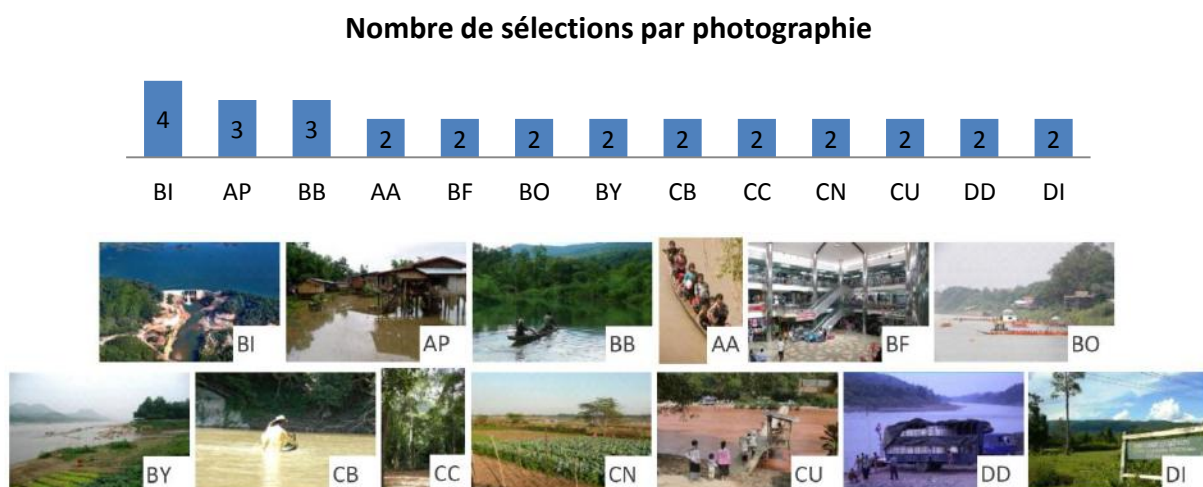 Nombre de sélections par photographie
4 3 3 2 2 2 2 2 2 2 2 2 2
BI AP BB AA BF BO BY CB CC CN CU DD DI
BI AP BB AA BF BO
BY CB CC CN CU DD DI